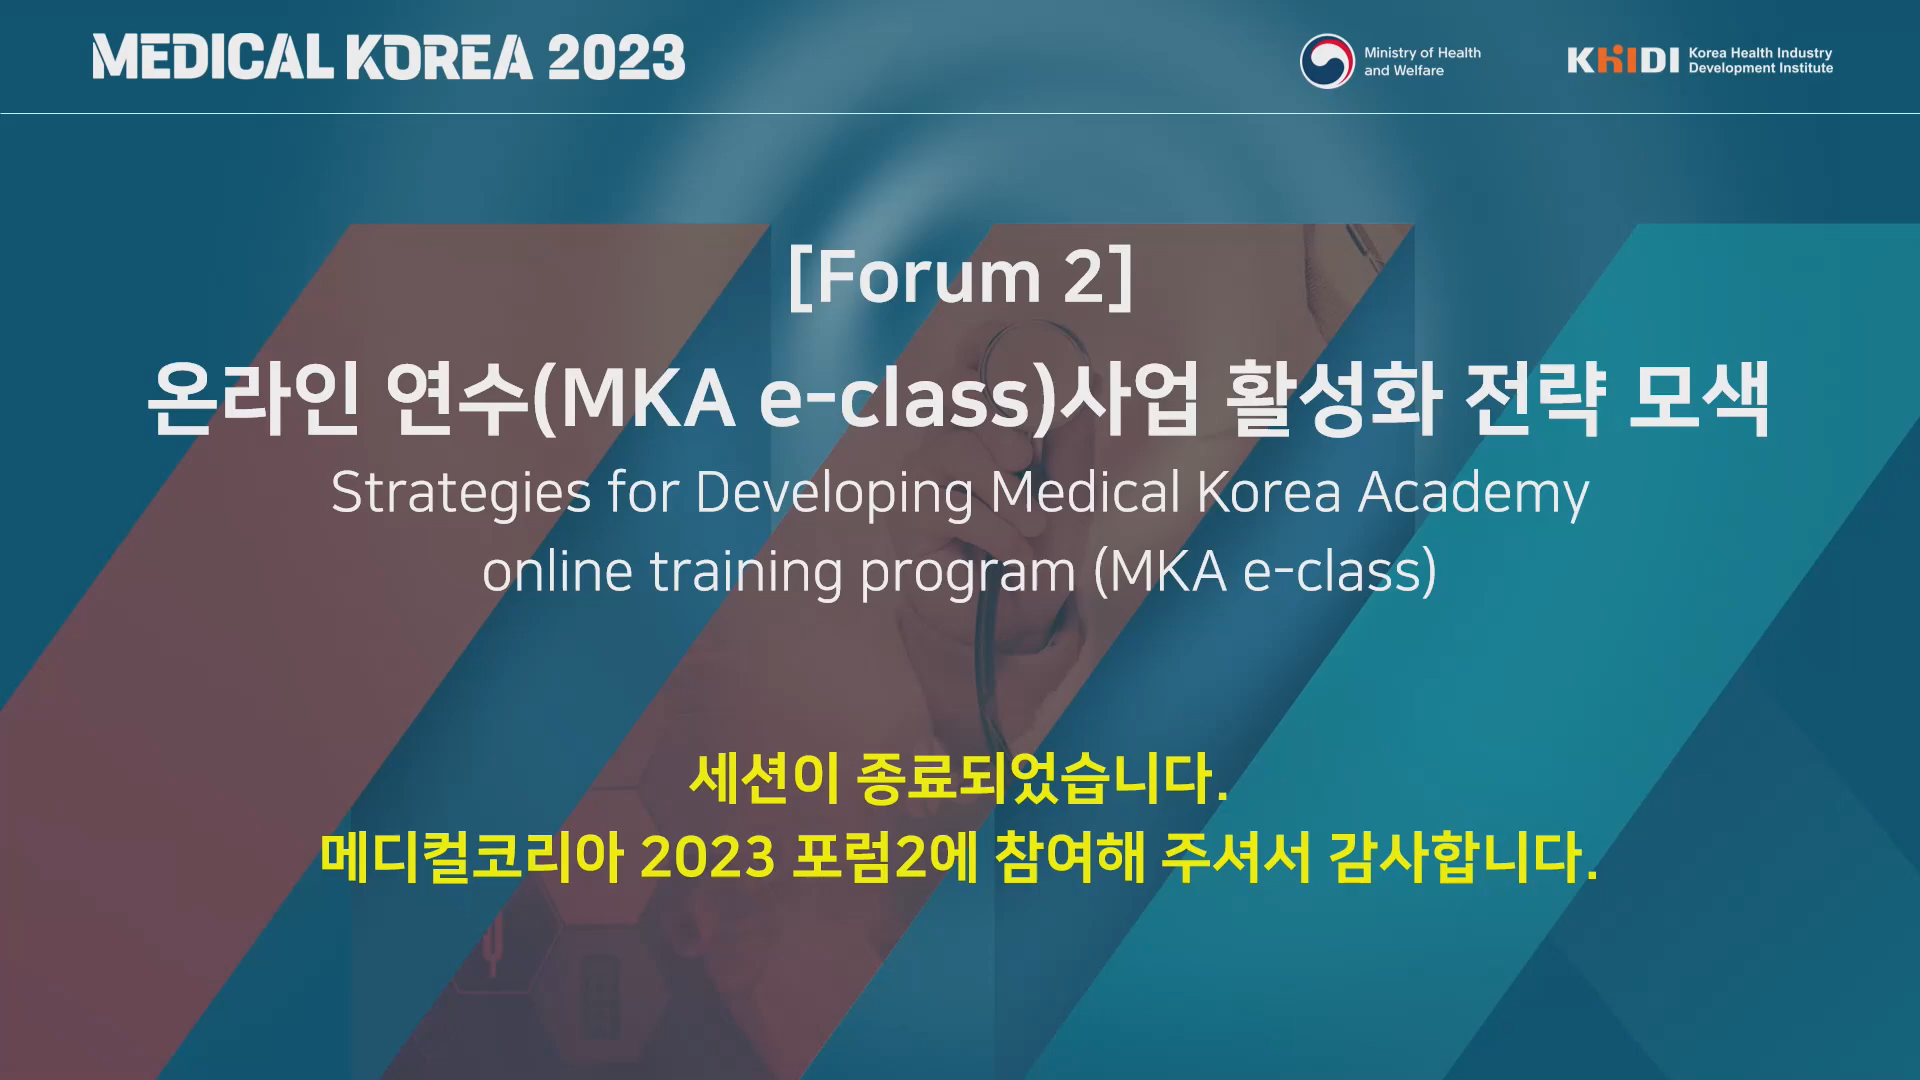 MEDICAL KOREA 2023
Ministry of Health
and Welfare
KHIDI
Korea Health Industry
Development Institute
[Forum 2]
온라인 연수(MKA e-class)사업 활성화 전략 모색
Strategies for Developing Medical Korea Academy
online training program (MKA e-class)
세션이 종료되었습니다.
메디컬코리아 2023 포럼2에 참여해 주셔서 감사합니다.